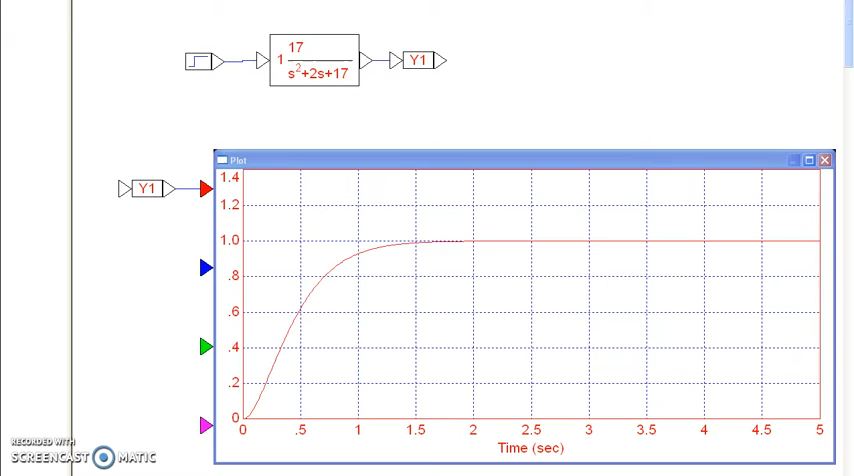 1 17
s²+2s+17
Y1
Plot
Y1
1.4
1.2
1.0
.8
.6
.4
.2
0
0 .5 1 1.5 2 2.5 3 3.5 4 4.5 5
Time (sec)
RECORDED WITH
SCREENCAST MATIC